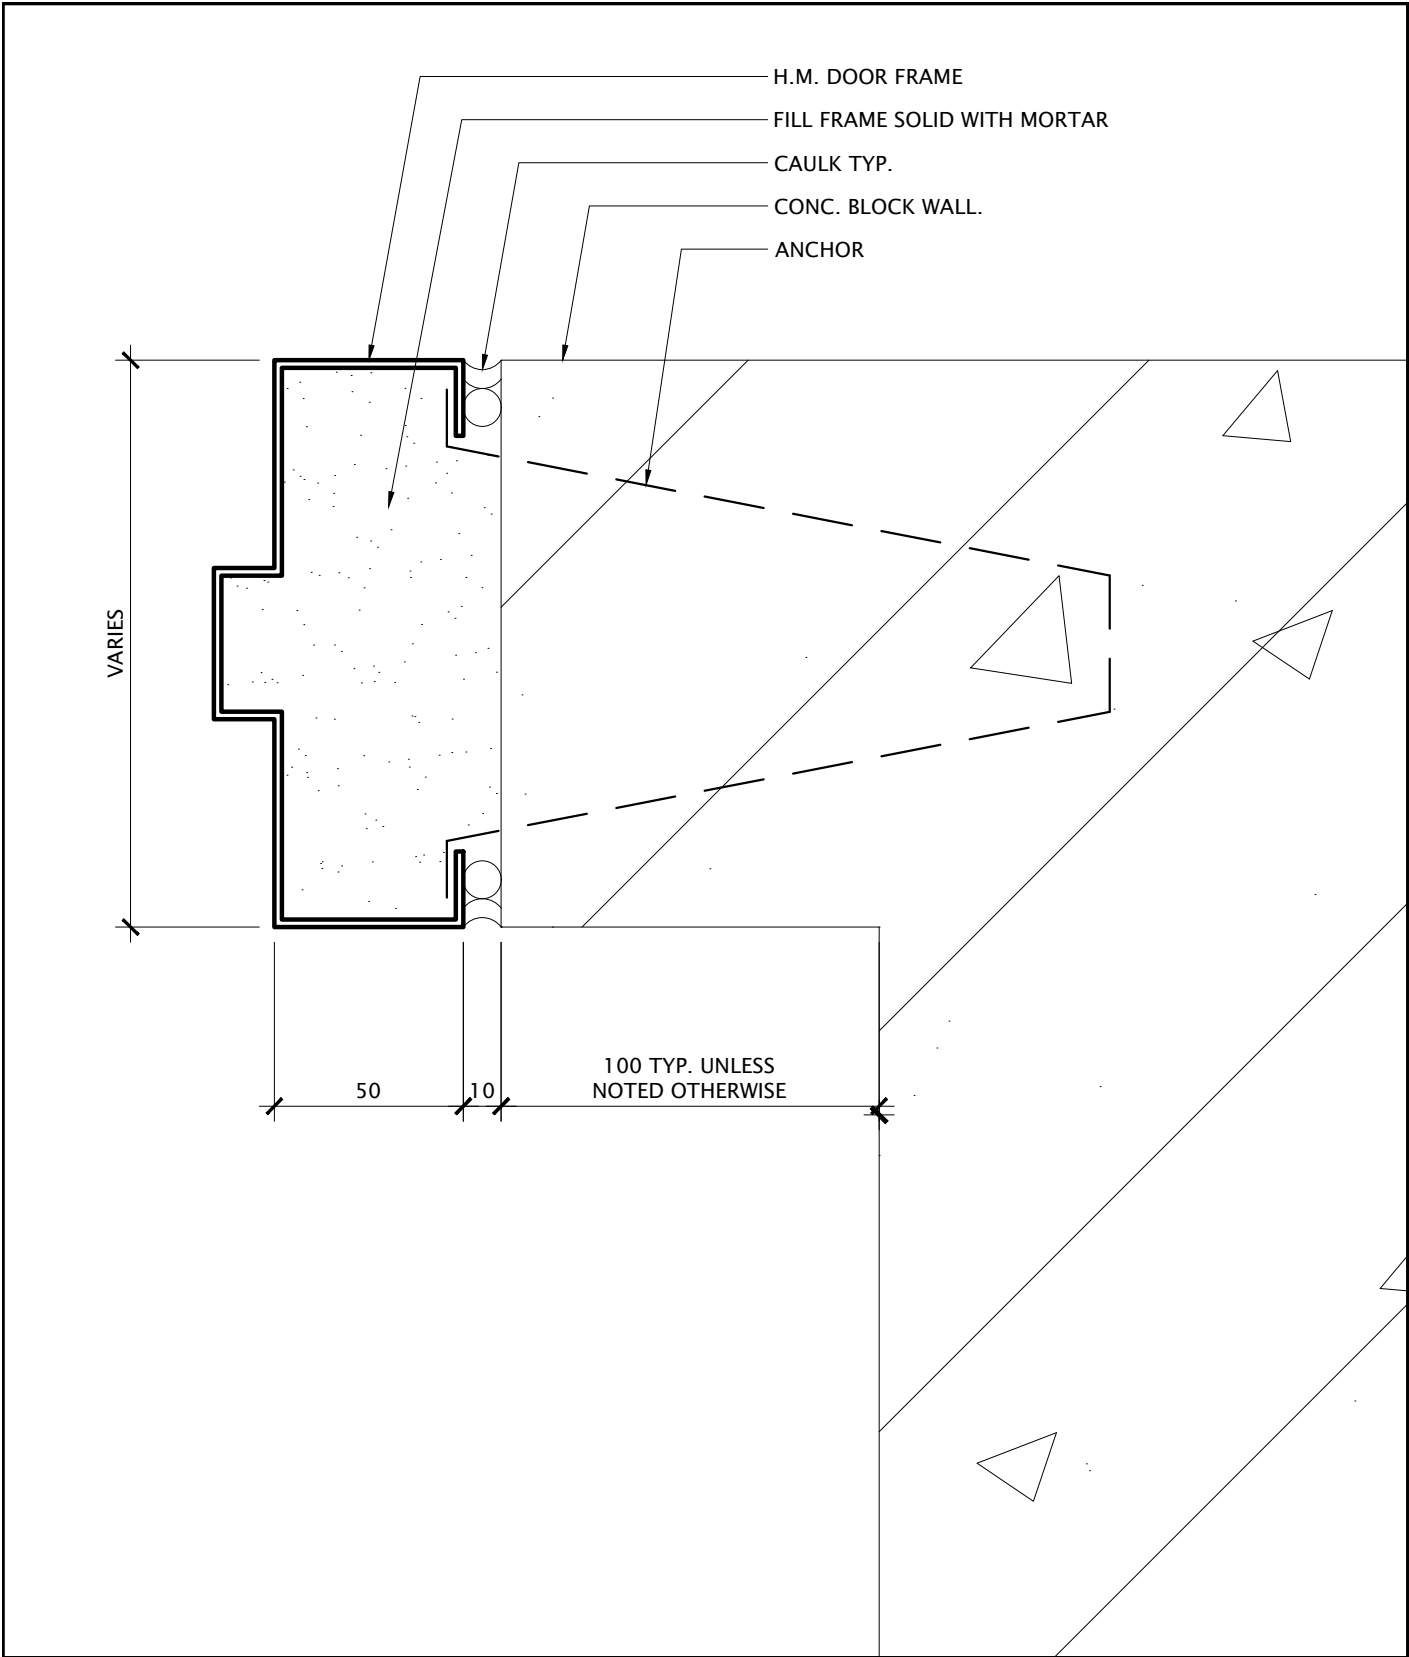 H.M. DOOR FRAME
FILL FRAME SOLID WITH MORTAR
CAULK TYP.
CONC. BLOCK WALL.
ANCHOR
VARIES
50
10
100 TYP. UNLESS
NOTED OTHERWISE